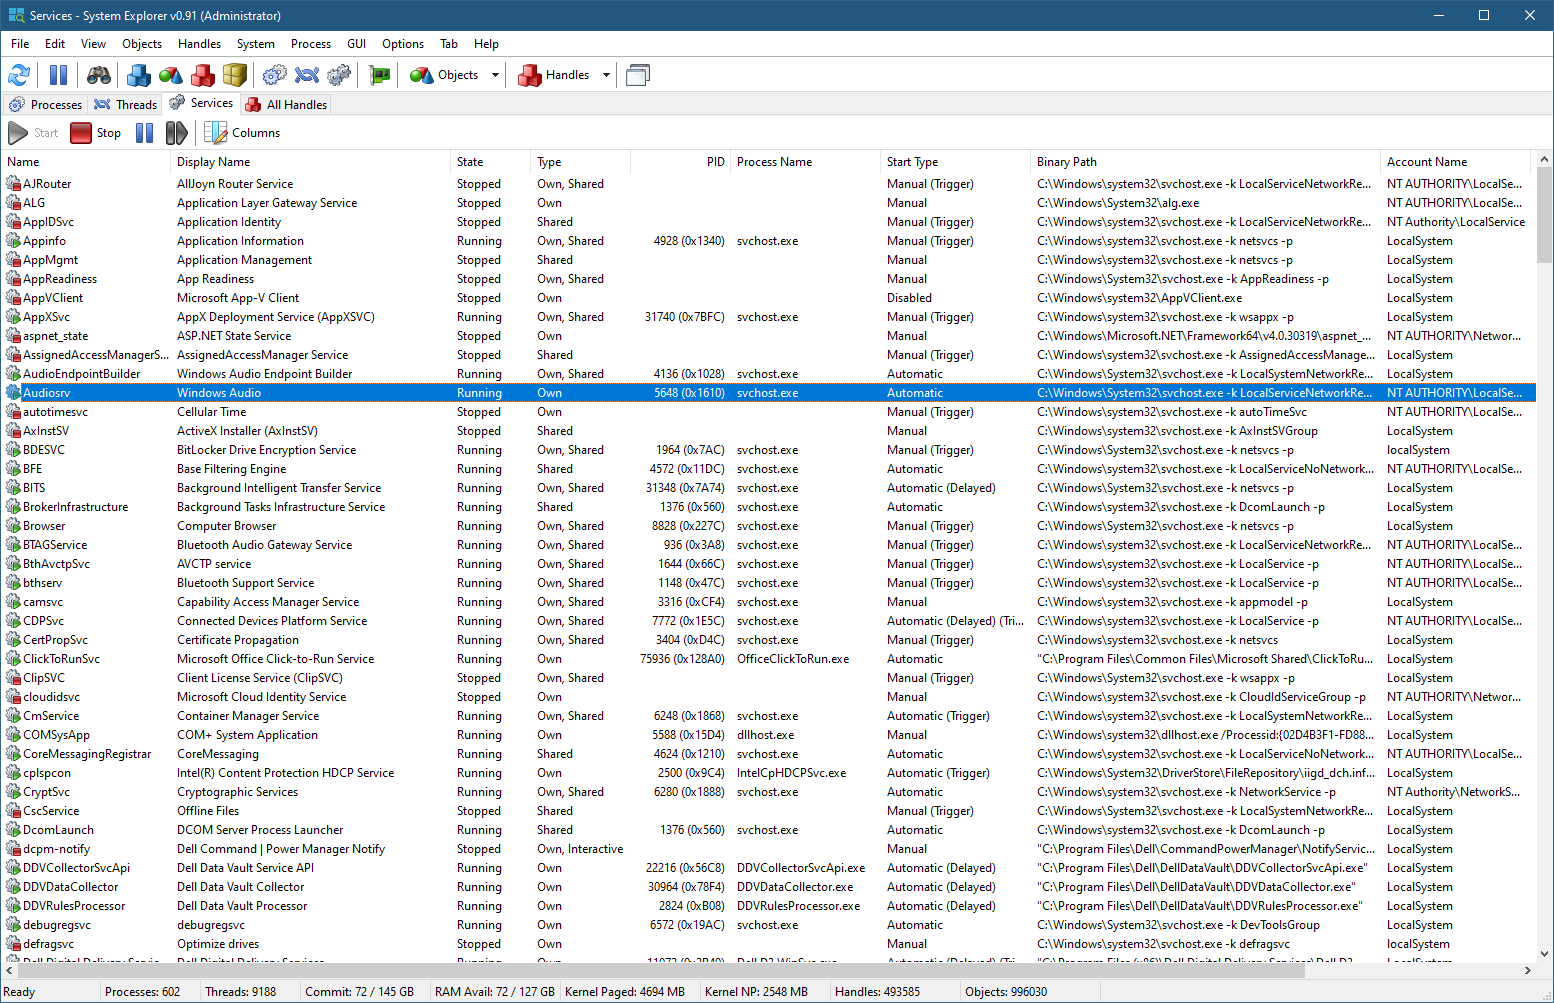 Services - System Explorer v0.91 (Administrator)
File Edit View Objects Handles System Process GUI Options Tab Help
Objects Handles
Processes Threads Services All Handles
Start Stop Columns
Name Display Name State Type PID Process Name Start Type Binary Path Account Name
AJRouter AllJoyn Router Service Stopped Own, Shared Manual (Trigger) C:\Windows\system32\svchost.exe -k LocalServiceNetworkRe... NT AUTHORITY\LocalSe...
ALG Application Layer Gateway Service Stopped Own Manual C:\Windows\System32\alg.exe NT AUTHORITY\LocalSe...
AppIDSvc Application Identity Stopped Shared Manual (Trigger) C:\Windows\system32\svchost.exe -k LocalServiceNetworkRe... NT Authority\LocalService
Appinfo Application Information Running Own, Shared 4928 (0x1340) svchost.exe Manual (Trigger) C:\Windows\system32\svchost.exe -k netsvcs -p LocalSystem
AppMgmt Application Management Stopped Shared Manual C:\Windows\system32\svchost.exe -k netsvcs -p LocalSystem
AppReadiness App Readiness Stopped Own, Shared Manual C:\Windows\System32\svchost.exe -k AppReadiness -p LocalSystem
AppVClient Microsoft App-V Client Stopped Own Disabled C:\Windows\system32\AppVClient.exe LocalSystem
AppXSvc AppX Deployment Service (AppXSVC) Running Own, Shared 31740 (0x7BFC) svchost.exe Manual (Trigger) C:\Windows\system32\svchost.exe -k wsappx -p LocalSystem
aspnet_state ASP.NET State Service Stopped Own Manual C:\Windows\Microsoft.NET\Framework64\v4.0.30319\aspnet_... NT AUTHORITY\Networ...
AssignedAccessManagerS... AssignedAccessManager Service Stopped Shared Manual (Trigger) C:\Windows\system32\svchost.exe -k AssignedAccessManage... LocalSystem
AudioEndpointBuilder Windows Audio Endpoint Builder Running Own, Shared 4136 (0x1028) svchost.exe Automatic C:\Windows\System32\svchost.exe -k LocalSystemNetworkRe... LocalSystem
Audiosrv Windows Audio Running Own 5648 (0x1610) svchost.exe Automatic C:\Windows\System32\svchost.exe -k LocalServiceNetworkRe... NT AUTHORITY\LocalSe...
autotimesvc Cellular Time Stopped Own Manual (Trigger) C:\Windows\system32\svchost.exe -k autoTimeSvc NT AUTHORITY\LocalSe...
AxInstSV ActiveX Installer (AxInstSV) Stopped Shared Manual C:\Windows\system32\svchost.exe -k AxInstSVGroup LocalSystem
BDESVC BitLocker Drive Encryption Service Running Own, Shared 1964 (0x7AC) svchost.exe Manual (Trigger) C:\Windows\System32\svchost.exe -k netsvcs -p localSystem
BFE Base Filtering Engine Running Shared 4572 (0x11DC) svchost.exe Automatic C:\Windows\system32\svchost.exe -k LocalServiceNoNetwork... NT AUTHORITY\LocalSe...
BITS Background Intelligent Transfer Service Running Own, Shared 31348 (0x7A74) svchost.exe Automatic (Delayed) C:\Windows\System32\svchost.exe -k netsvcs -p LocalSystem
BrokerInfrastructure Background Tasks Infrastructure Service Running Shared 1376 (0x560) svchost.exe Automatic C:\Windows\system32\svchost.exe -k DcomLaunch -p LocalSystem
Browser Computer Browser Running Own, Shared 8828 (0x227C) svchost.exe Manual (Trigger) C:\Windows\System32\svchost.exe -k netsvcs -p LocalSystem
BTAGService Bluetooth Audio Gateway Service Running Own, Shared 936 (0x3A8) svchost.exe Manual (Trigger) C:\Windows\system32\svchost.exe -k LocalServiceNetworkRe... NT AUTHORITY\LocalSe...
BthAvctpSvc AVCTP service Running Own, Shared 1644 (0x66C) svchost.exe Manual (Trigger) C:\Windows\system32\svchost.exe -k LocalService -p NT AUTHORITY\LocalSe...
bthserv Bluetooth Support Service Running Own, Shared 1148 (0x47C) svchost.exe Manual (Trigger) C:\Windows\system32\svchost.exe -k LocalService -p NT AUTHORITY\LocalSe...
camsvc Capability Access Manager Service Running Own, Shared 3316 (0xCF4) svchost.exe Manual C:\Windows\system32\svchost.exe -k appmodel -p LocalSystem
CDPSvc Connected Devices Platform Service Running Own, Shared 7772 (0x1E5C) svchost.exe Automatic (Delayed) (Tri... C:\Windows\system32\svchost.exe -k LocalService -p NT AUTHORITY\LocalSe...
CertPropSvc Certificate Propagation Running Own, Shared 3404 (0xD4C) svchost.exe Manual (Trigger) C:\Windows\system32\svchost.exe -k netsvcs LocalSystem
ClickToRunSvc Microsoft Office Click-to-Run Service Running Own 75936 (0x128A0) OfficeClickToRun.exe Automatic "C:\Program Files\Common Files\Microsoft Shared\ClickToRu... LocalSystem
ClipSVC Client License Service (ClipSVC) Stopped Own, Shared Manual (Trigger) C:\Windows\System32\svchost.exe -k wsappx -p LocalSystem
cloudidsvc Microsoft Cloud Identity Service Stopped Own Manual C:\Windows\system32\svchost.exe -k CloudIdServiceGroup -p NT AUTHORITY\Networ...
CmService Container Manager Service Running Own, Shared 6248 (0x1868) svchost.exe Automatic (Trigger) C:\Windows\system32\svchost.exe -k LocalSystemNetworkRe... LocalSystem
COMSysApp COM+ System Application Running Own 5588 (0x15D4) dllhost.exe Manual C:\Windows\system32\dllhost.exe /Processid:{02D4B3F1-FD88... LocalSystem
CoreMessagingRegistrar CoreMessaging Running Shared 4624 (0x1210) svchost.exe Automatic C:\Windows\system32\svchost.exe -k LocalServiceNoNetwork... NT AUTHORITY\LocalSe...
cplspcon Intel(R) Content Protection HDCP Service Running Own 2500 (0x9C4) IntelCpHDCPSvc.exe Automatic (Trigger) C:\Windows\System32\DriverStore\FileRepository\iigd_dch.inf... LocalSystem
CryptSvc Cryptographic Services Running Own, Shared 6280 (0x1888) svchost.exe Automatic C:\Windows\system32\svchost.exe -k NetworkService -p NT Authority\NetworkS...
CscService Offline Files Stopped Shared Manual (Trigger) C:\Windows\System32\svchost.exe -k LocalSystemNetworkRe... LocalSystem
DcomLaunch DCOM Server Process Launcher Running Shared 1376 (0x560) svchost.exe Automatic C:\Windows\system32\svchost.exe -k DcomLaunch -p LocalSystem
dcpm-notify Dell Command | Power Manager Notify Stopped Own, Interactive Manual "C:\Program Files\Dell\CommandPowerManager\NotifyServic... LocalSystem
DDVCollectorSvcApi Dell Data Vault Service API Running Own 22216 (0x56C8) DDVCollectorSvcApi.exe Automatic (Delayed) "C:\Program Files\Dell\DellDataVault\DDVCollectorSvcApi.exe" LocalSystem
DDVDataCollector Dell Data Vault Collector Running Own 30964 (0x78F4) DDVDataCollector.exe Automatic (Delayed) "C:\Program Files\Dell\DellDataVault\DDVDataCollector.exe" LocalSystem
DDVRulesProcessor Dell Data Vault Processor Running Own 2824 (0xB08) DDVRulesProcessor.exe Automatic (Delayed) "C:\Program Files\Dell\DellDataVault\DDVRulesProcessor.exe" LocalSystem
debugregsvc debugregsvc Running Own 6572 (0x19AC) svchost.exe Automatic C:\Windows\System32\svchost.exe -k DevToolsGroup LocalSystem
defragsvc Optimize drives Stopped Own Manual C:\Windows\system32\svchost.exe -k defragsvc localSystem
Ready Processes: 602 Threads: 9188 Commit: 72 / 145 GB RAM Avail: 72 / 127 GB Kernel Paged: 4694 MB Kernel NP: 2548 MB Handles: 493585 Objects: 996030